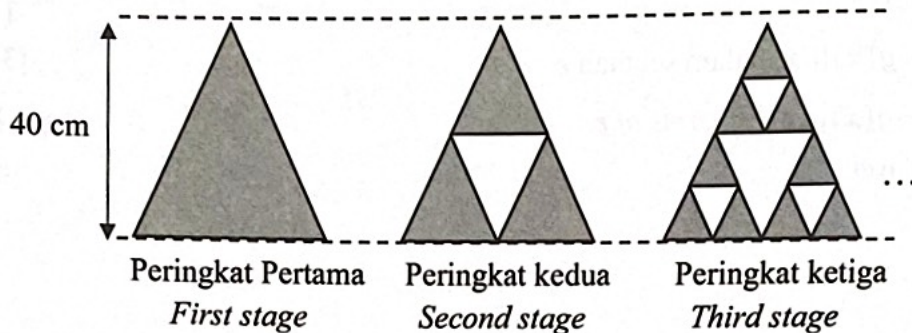 40 cm
...
Peringkat Pertama
First stage
Peringkat kedua
Second stage
Peringkat ketiga
Third stage